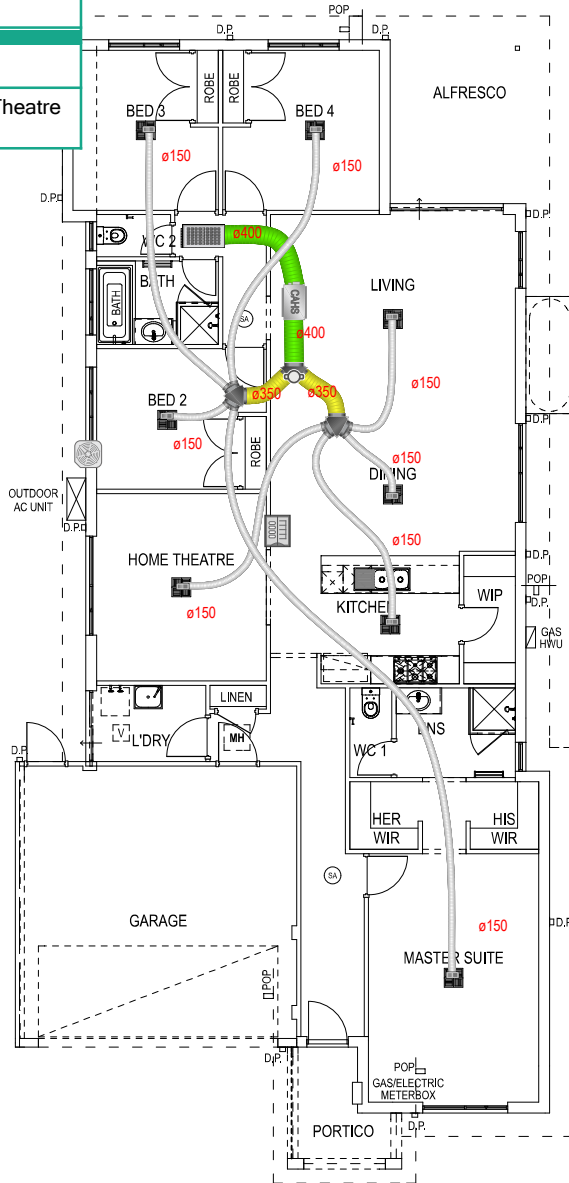 Theatre
POP
D.P.
D.P.
ROBE
ROBE
ALFRESCO
BED 3
BED 4
ø150
ø150
D.P.
D.P.
WC 2
ø400
BATH
BATH
LIVING
SA
CAHS
ø400
ø150
BED 2
ø350
ø350
D.P.
ø150
ROBE
ø150
DINING
OUTDOOR
AC UNIT
D.P.
ø150
HOME THEATRE
D.P.
POP
D.P.
WIP
KITCHEN
ø150
GAS
HWU
LINEN
V
L'DRY
MH
ENS
WC 1
D.P.
HER
WIR
HIS
WIR
SA
GARAGE
ø150
D.P.
MASTER SUITE
POP
D.P.
POP
GAS/ELECTRIC
METERBOX
D.P.
PORTICO